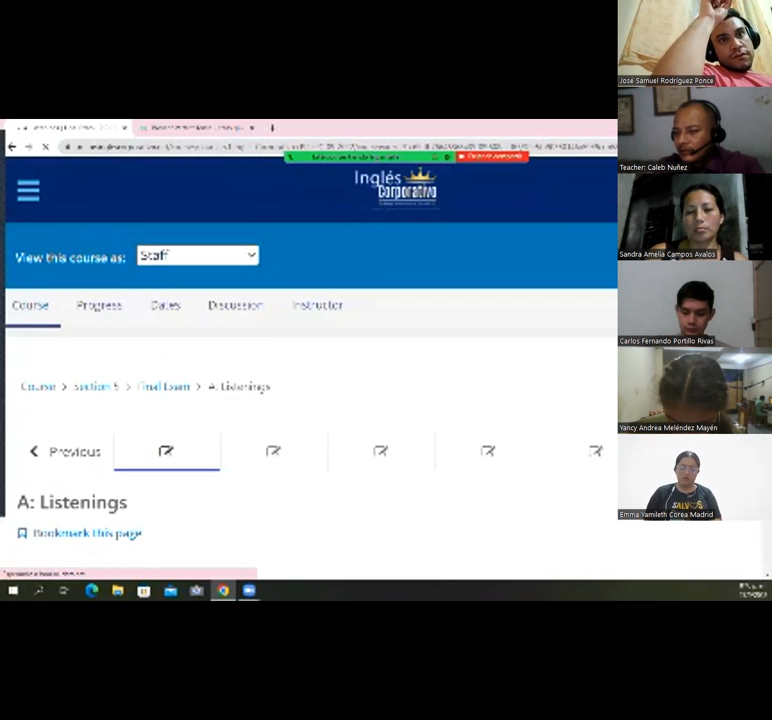 José Samuel Rodríguez Ponce
Teacher: Caleb Nuñez
Sandra Amelia Campos Avalos
Carlos Fernando Portillo Rivas
Yancy Andrea Meléndez Mayén
Emma Yamileth Corea Madrid
Inglés
Corporativo
View this course as: Staff
Course Progress Dates Discussion Instructor
Course > Section 5 > Final Exam > A: Listenings
Previous
A: Listenings
Bookmark this page